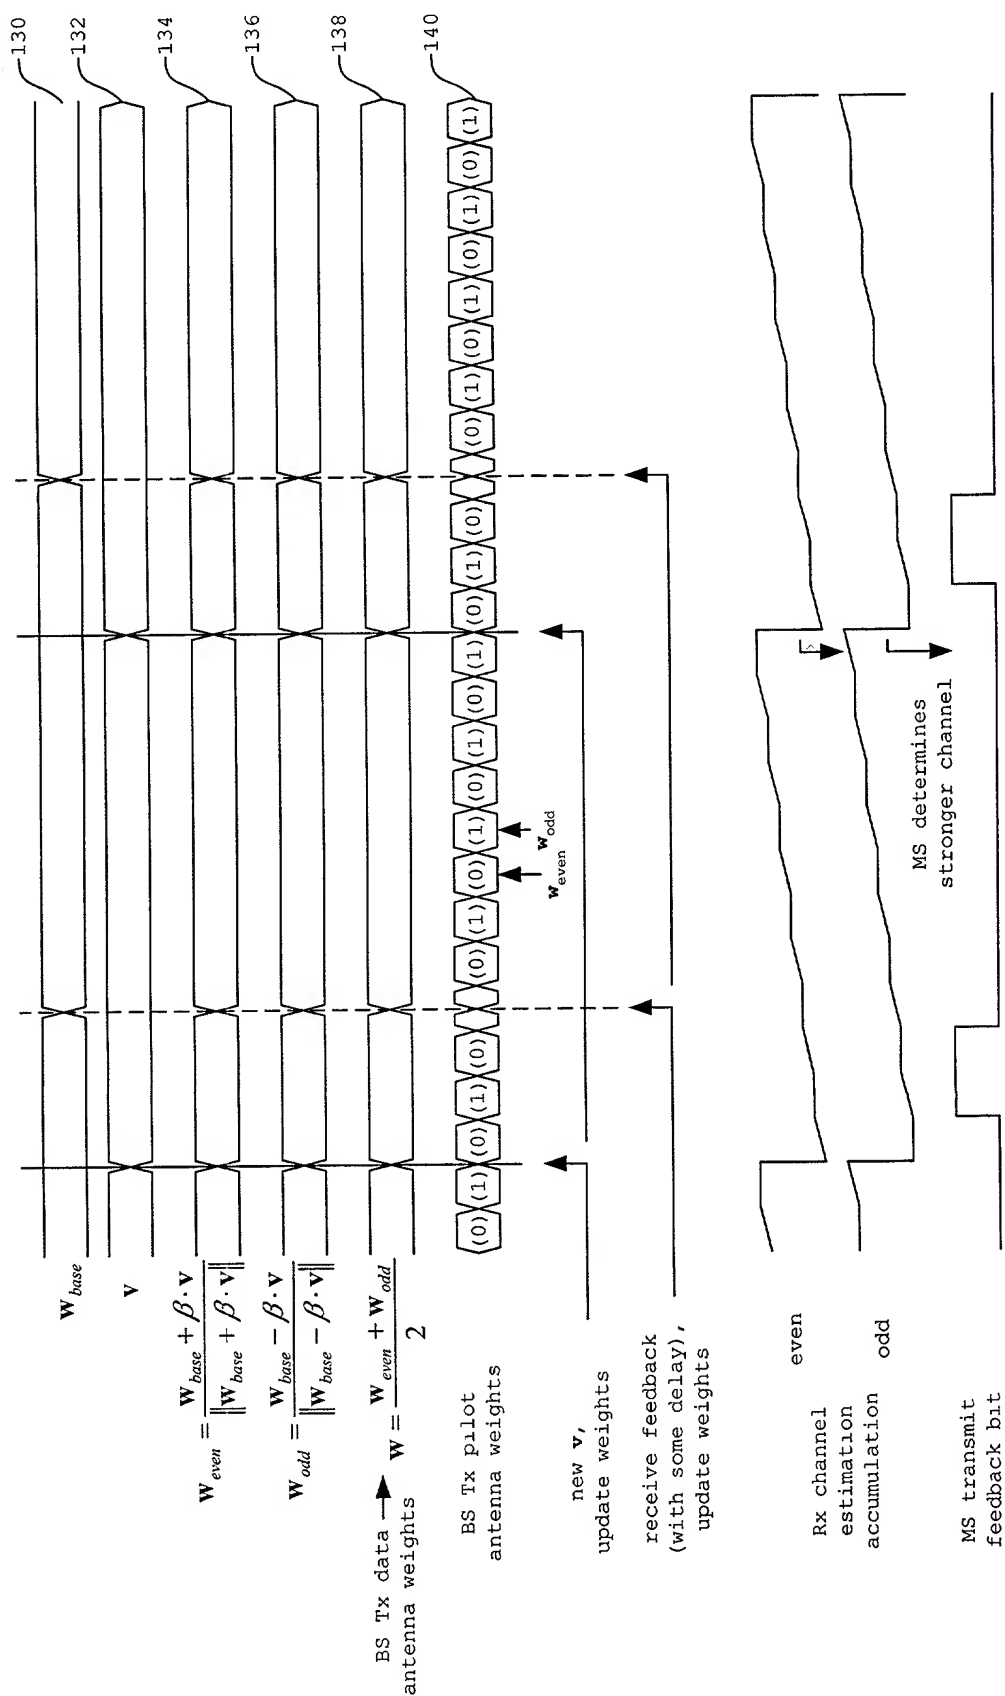 130
132
134
136
138
140
w_base
v
w_even = (w_base + β · v) / ‖w_base + β · v‖
w_odd = (w_base − β · v) / ‖w_base − β · v‖
BS Tx data
antenna weights
w = (w_even + w_odd) / 2
BS Tx pilot
antenna weights
(0) (1) (0) (1) (0) (0) (1) (0) (1) (0) (1) (0) (1) (0) (1) (0) (0) (1) (0) (1) (0) (1) (0) (1)
w_even
w_odd
new v,
update weights
receive feedback
(with some delay),
update weights
Rx channel
estimation
accumulation
even
odd
MS determines
stronger channel
MS transmit
feedback bit